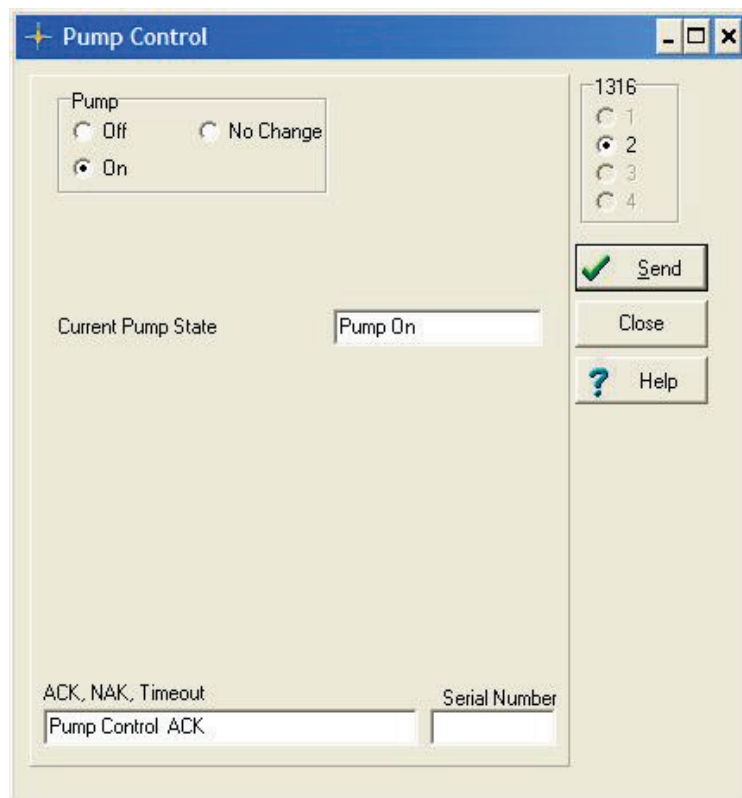 Pump Control
Pump
Off No Change
On
1316
1
2
3
4
Send
Close
? Help
Current Pump State Pump On
ACK, NAK, Timeout Serial Number
Pump Control ACK